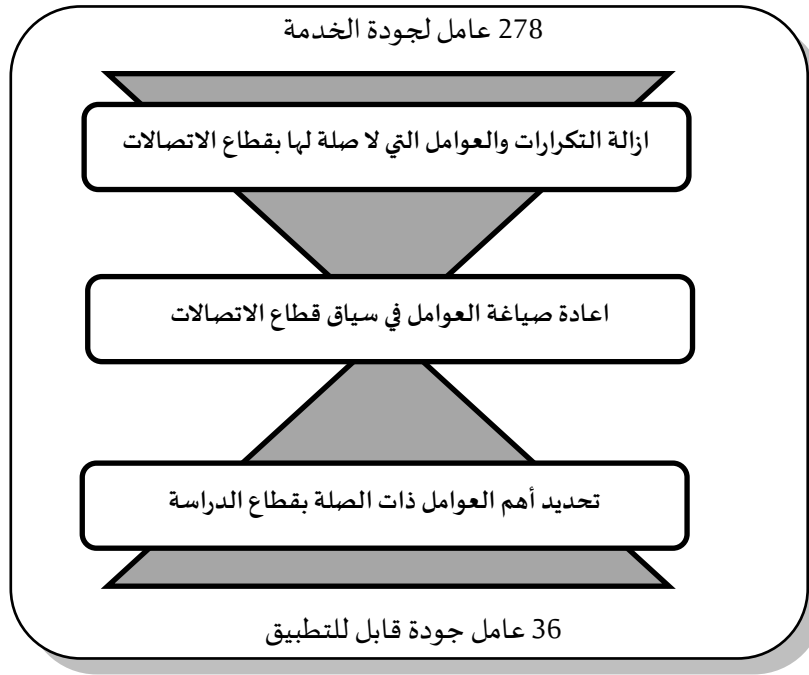 278 عامل لجودة الخدمة
ازالة التكرارات والعوامل التي لا صلة لها بقطاع الاتصالات
اعادة صياغة العوامل في سياق قطاع الاتصالات
تحديد أهم العوامل ذات الصلة بقطاع الدراسة
36 عامل جودة قابل للتطبيق